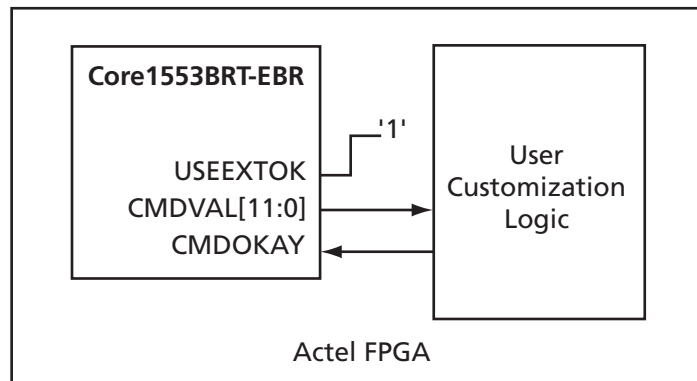 Core1553BRT-EBR
'1'
USEEXTOK
CMDVAL[11:0]
CMDOKAY
User
Customization
Logic
Actel FPGA